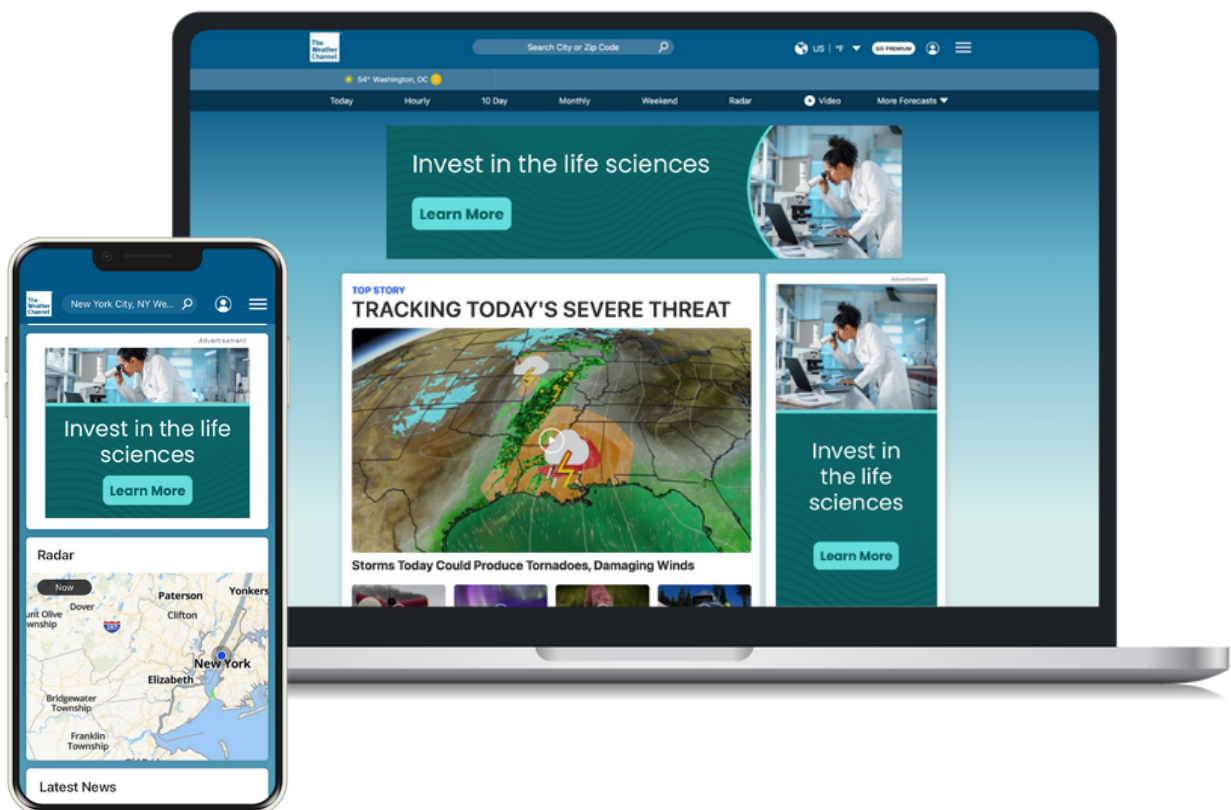 The
Weather
Channel
Search City or Zip Code
US | °F
GO PREMIUM
54° Washington, DC
Today Hourly 10 Day Monthly Weekend Radar Video More Forecasts
Invest in the life sciences
Learn More
TOP STORY
TRACKING TODAY'S SEVERE THREAT
Storms Today Could Produce Tornadoes, Damaging Winds
Advertisement
Invest in
the life
sciences
Learn More
The
Weather
Channel
New York City, NY We...
Advertisement
Invest in the life
sciences
Learn More
Radar
Now
Paterson
Yonkers
Dover
Clifton
unt Olive
wnship
287
New York
Elizabeth
Bridgewater
Township
Franklin
Township
Latest News